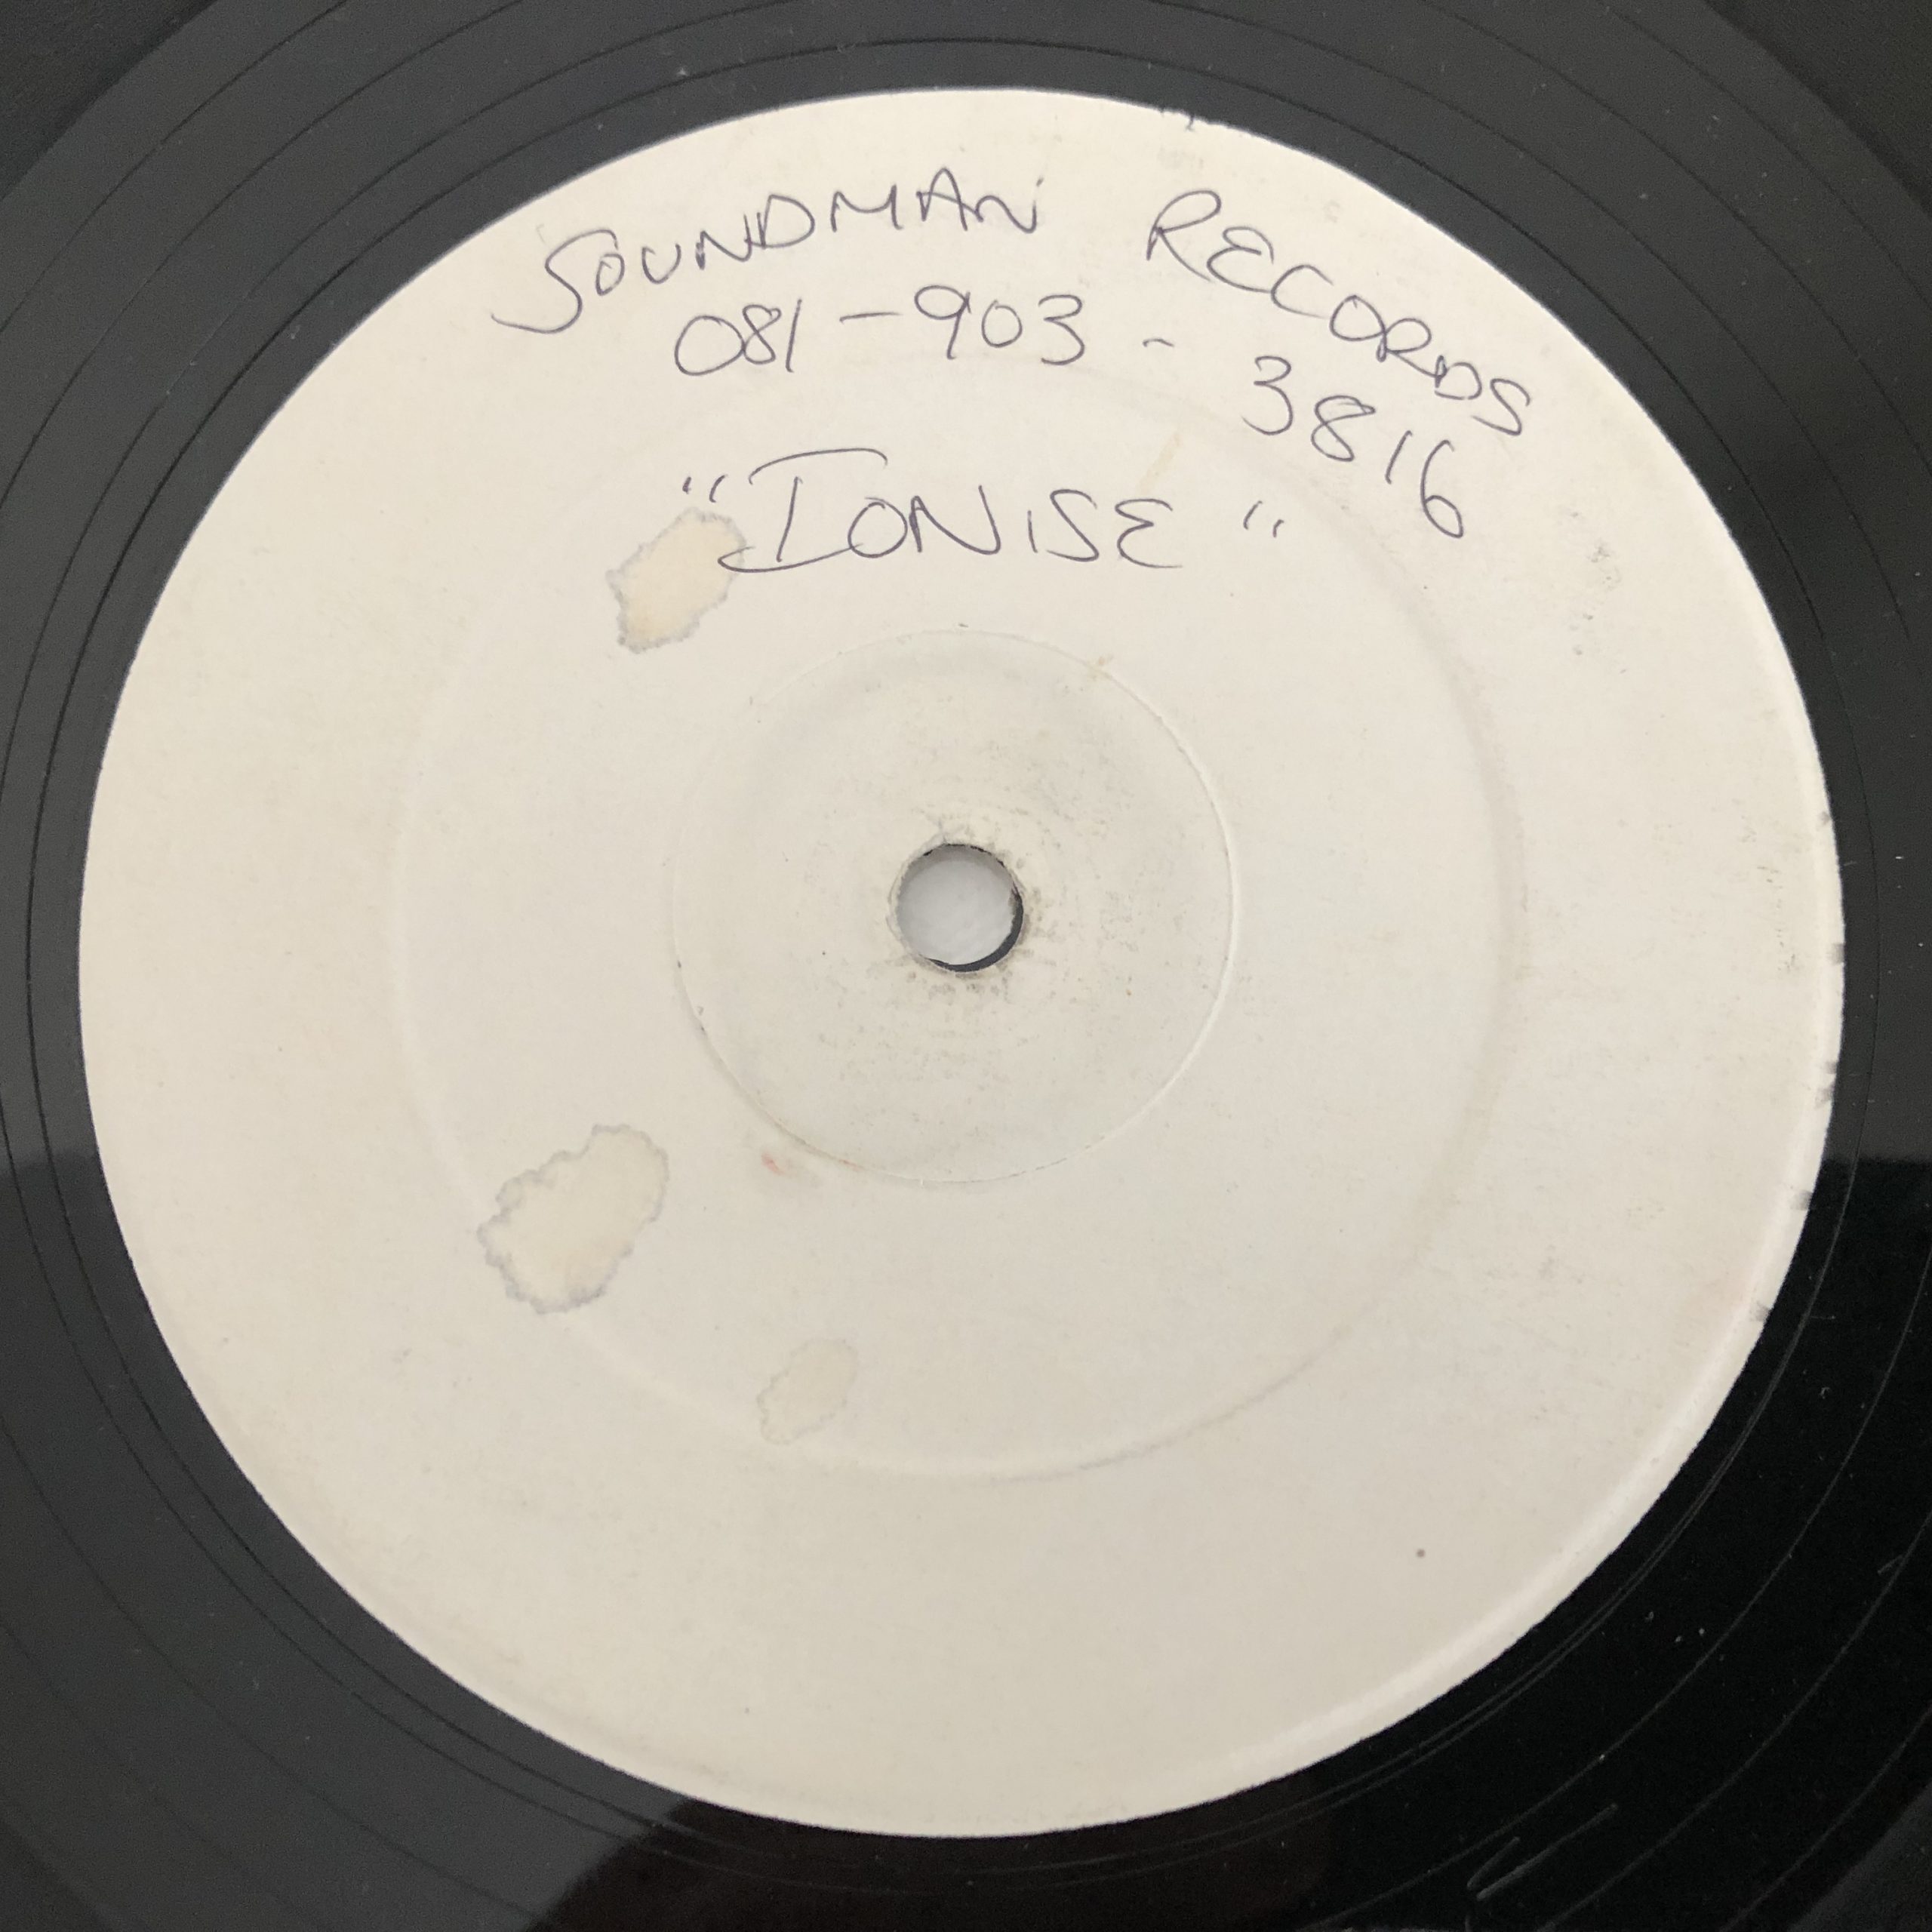 SOUNDMAN RECORDS
081-903-3816
"IONISE"